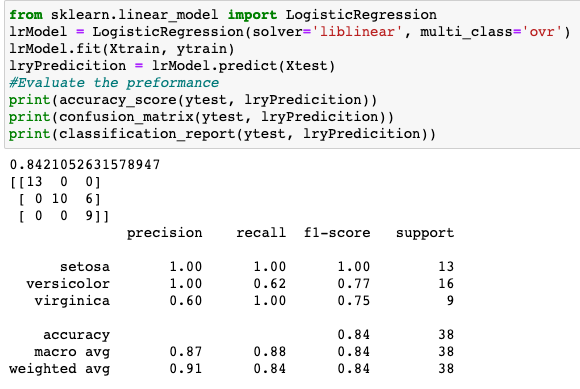 from sklearn.linear_model import LogisticRegression
lrModel = LogisticRegression(solver='liblinear', multi_class='ovr')
lrModel.fit(Xtrain, ytrain)
lryPredicition = lrModel.predict(Xtest)
#Evaluate the preformance
print(accuracy_score(ytest, lryPredicition))
print(confusion_matrix(ytest, lryPredicition))
print(classification_report(ytest, lryPredicition))
0.8421052631578947
[[13  0  0]
 [ 0 10  6]
 [ 0  0  9]]
              precision    recall  f1-score   support
      setosa       1.00      1.00      1.00        13
  versicolor       1.00      0.62      0.77        16
   virginica       0.60      1.00      0.75         9
    accuracy                           0.84        38
   macro avg       0.87      0.88      0.84        38
weighted avg       0.91      0.84      0.84        38